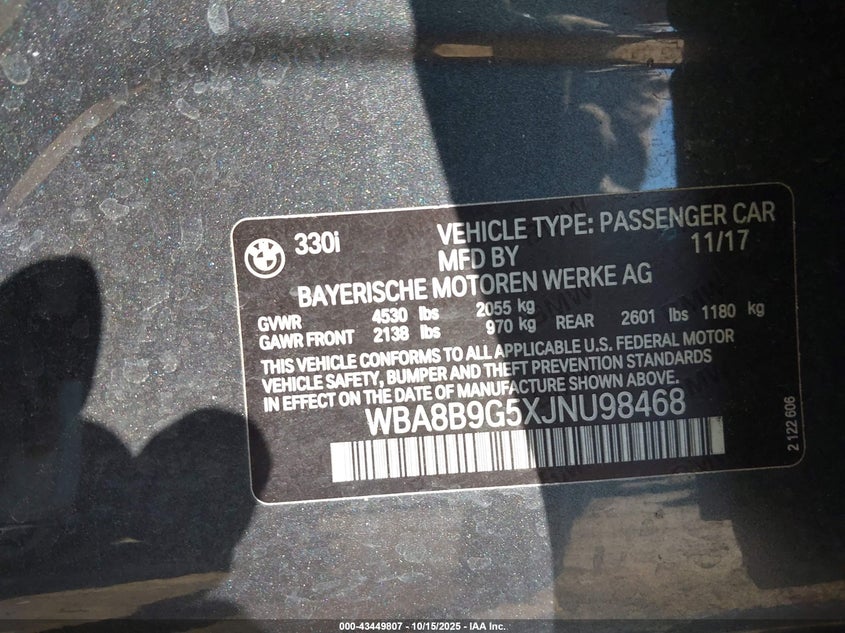 330i VEHICLE TYPE: PASSENGER CAR
MFD BY 11/17
BAYERISCHE MOTOREN WERKE AG
GVWR 4530 lbs 2055 kg
GAWR FRONT 2138 lbs 970 kg REAR 2601 lbs 1180 kg
THIS VEHICLE CONFORMS TO ALL APPLICABLE U.S. FEDERAL MOTOR
VEHICLE SAFETY, BUMPER AND THEFT PREVENTION STANDARDS
IN EFFECT ON THE DATE OF MANUFACTURE SHOWN ABOVE.
WBA8B9G5XJNU98468
2 122 606
000-43449807 - 10/15/2025 - IAA Inc.